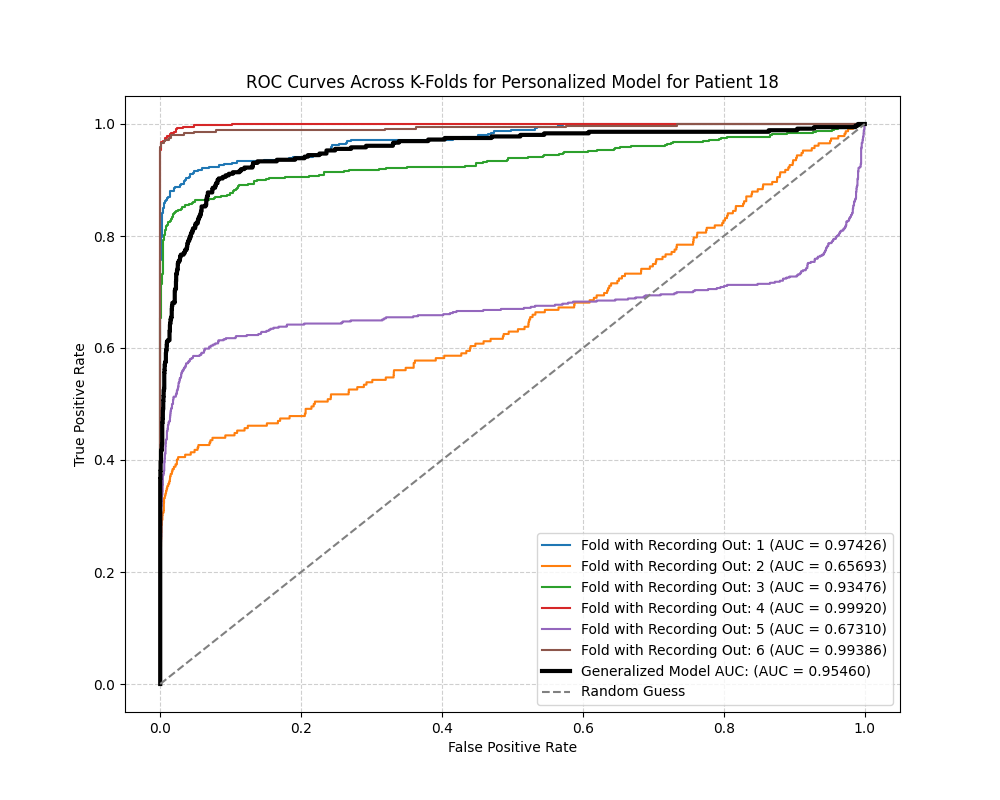 ROC Curves Across K-Folds for Personalized Model for Patient 18
True Positive Rate
1.0
0.8
0.6
0.4
0.2
0.0
Fold with Recording Out: 1 (AUC = 0.97426)
Fold with Recording Out: 2 (AUC = 0.65693)
Fold with Recording Out: 3 (AUC = 0.93476)
Fold with Recording Out: 4 (AUC = 0.99920)
Fold with Recording Out: 5 (AUC = 0.67310)
Fold with Recording Out: 6 (AUC = 0.99386)
Generalized Model AUC: (AUC = 0.95460)
Random Guess
0.0 0.2 0.4 0.6 0.8 1.0
False Positive Rate